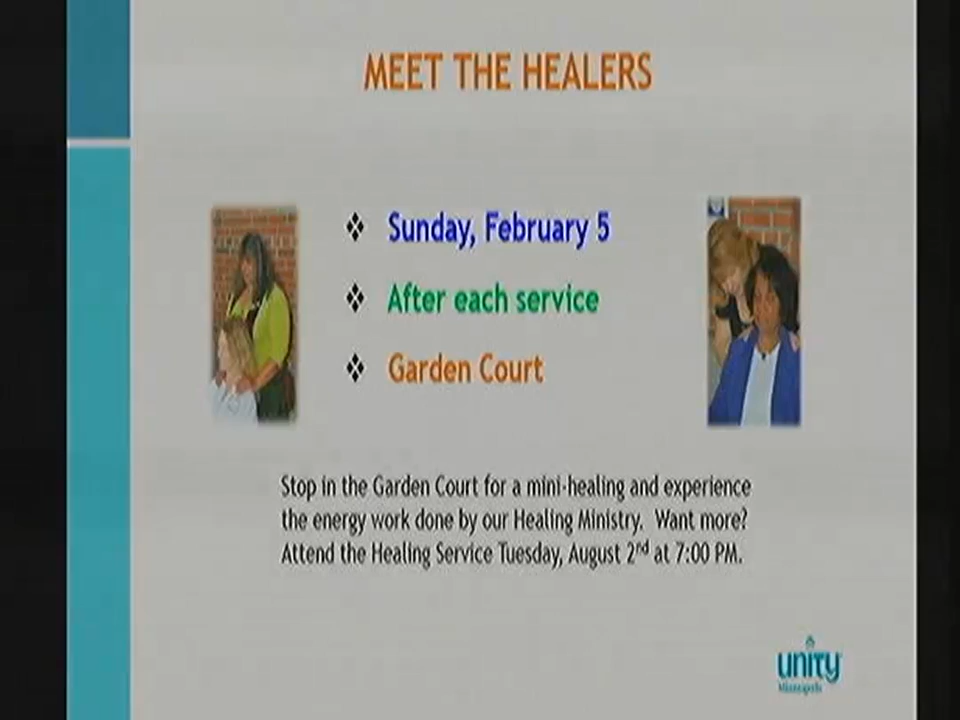 MEET THE HEALERS
❖ Sunday, February 5
❖ After each service
❖ Garden Court
Stop in the Garden Court for a mini-healing and experience
the energy work done by our Healing Ministry. Want more?
Attend the Healing Service Tuesday, August 2nd at 7:00 PM.
unity
Minneapolis